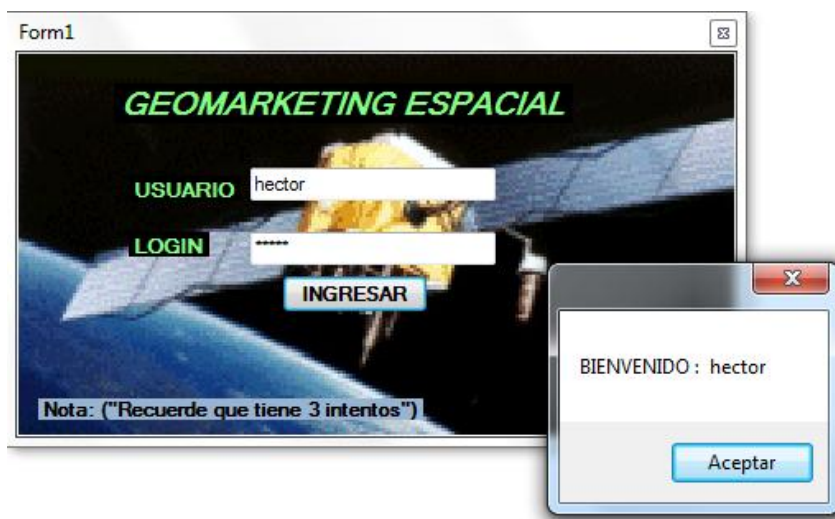 Form1
GEOMARKETING ESPACIAL
USUARIO hector
LOGIN *****
INGRESAR
Nota: ("Recuerde que tiene 3 intentos")
BIENVENIDO : hector
Aceptar